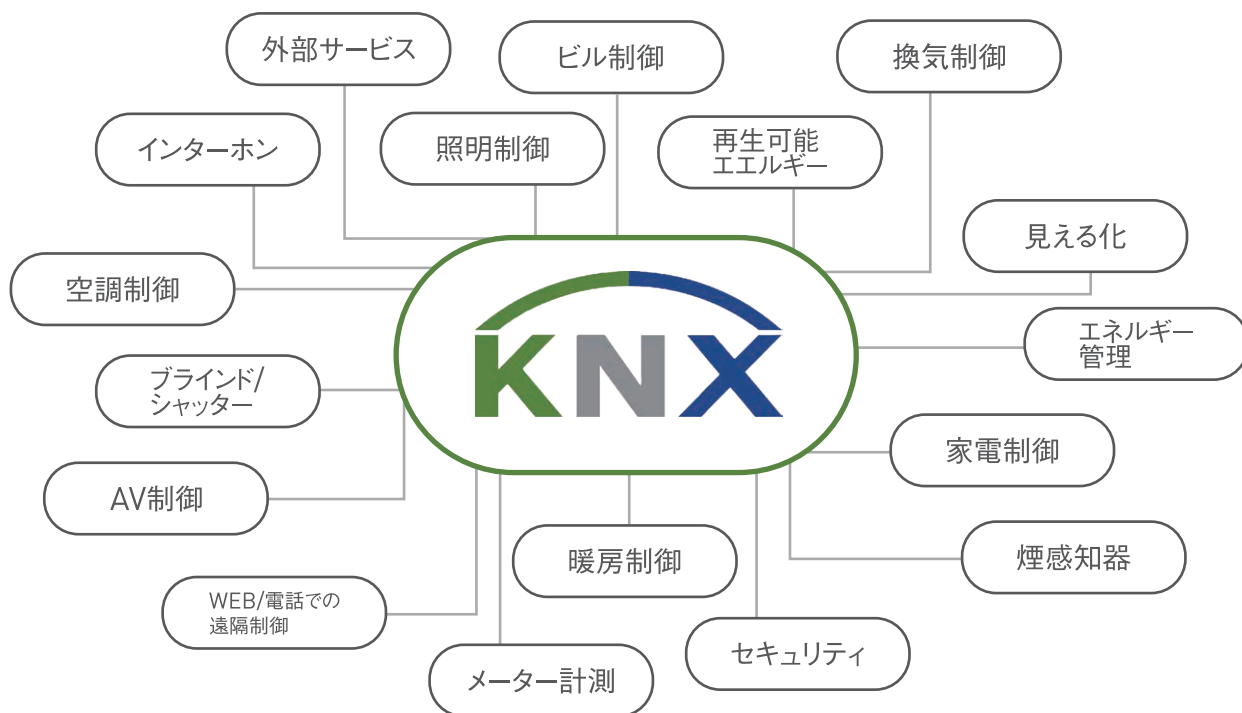 外部サービス
ビル制御
換気制御
インターホン
照明制御
再生可能
エエルギー
見える化
空調制御
KNX
エネルギー
管理
ブラインド/
シャッター
家電制御
AV制御
暖房制御
煙感知器
WEB/電話での
遠隔制御
メーター計測
セキュリティ